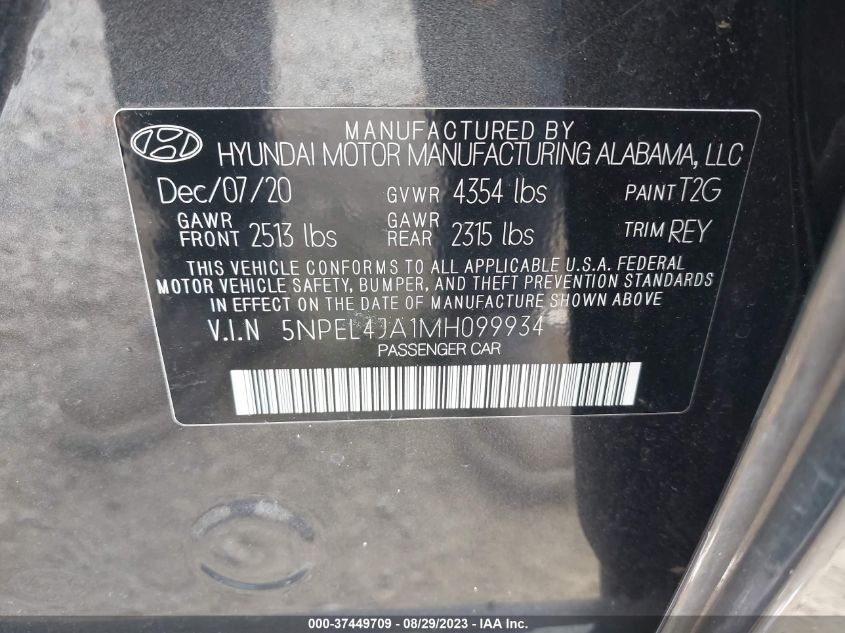 MANUFACTURED BY
HYUNDAI MOTOR MANUFACTURING ALABAMA, LLC
Dec/07/20 GVWR 4354 lbs PAINT T2G
GAWR FRONT 2513 lbs GAWR REAR 2315 lbs TRIM REY
THIS VEHICLE CONFORMS TO ALL APPLICABLE U.S.A. FEDERAL
MOTOR VEHICLE SAFETY, BUMPER, AND THEFT PREVENTION STANDARDS
IN EFFECT ON THE DATE OF MANUFACTURE SHOWN ABOVE.
V.I.N 5NPEL4JA1MH099934
PASSENGER CAR
000-37449709 - 08/29/2023 - IAA Inc.